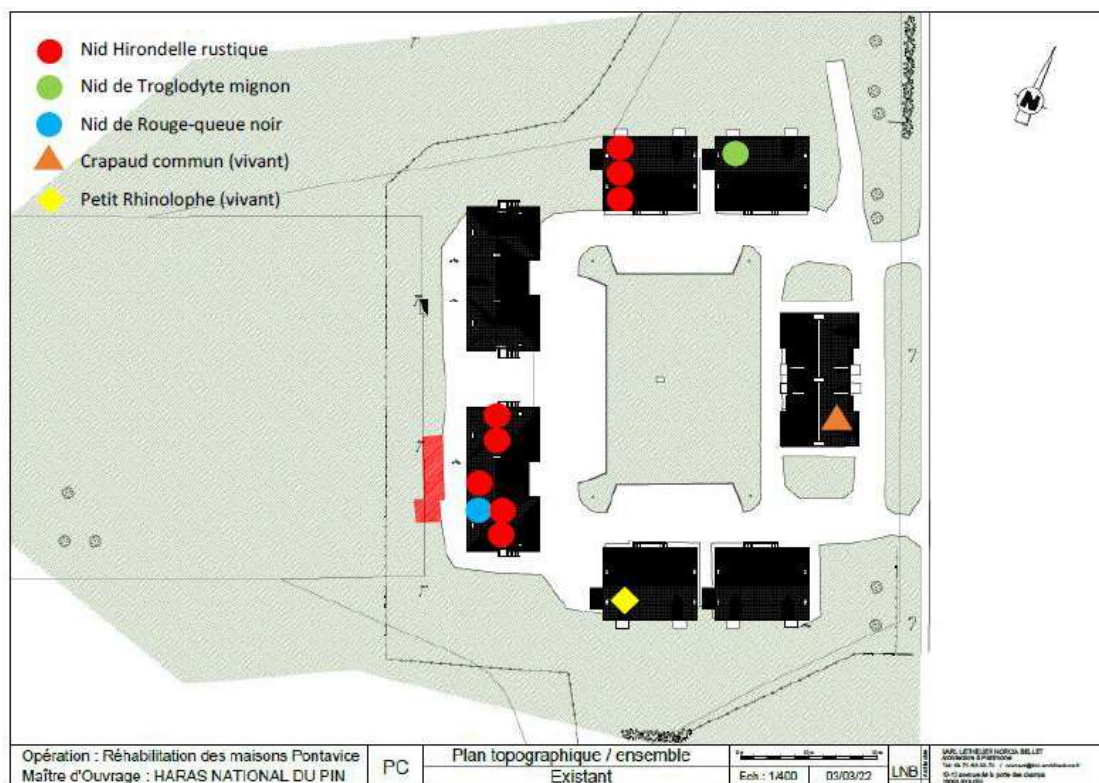 Nid Hirondelle rustique
Nid de Troglodyte mignon
Nid de Rouge-queue noir
Crapaud commun (vivant)
Petit Rhinolophe (vivant)
N
Opération : Réhabilitation des maisons Pontavice
Maître d'Ouvrage : HARAS NATIONAL DU PIN
PC
Plan topographique / ensemble
Existant
Ech : 1/400
03/03/22
LNB